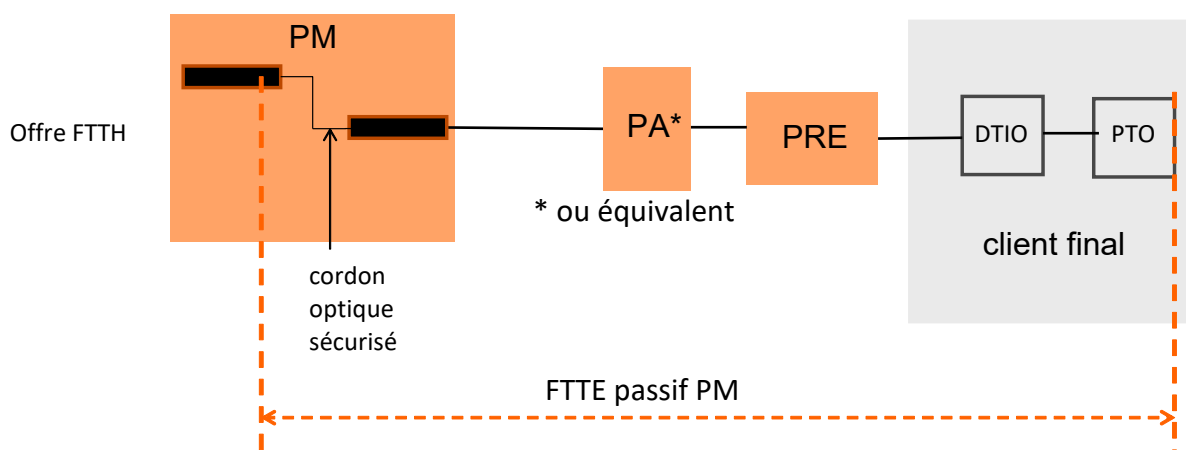 PM
Offre FTTH
PA*
PRE
DTIO
PTO
* ou équivalent
client final
cordon
optique
sécurisé
FTTE passif PM